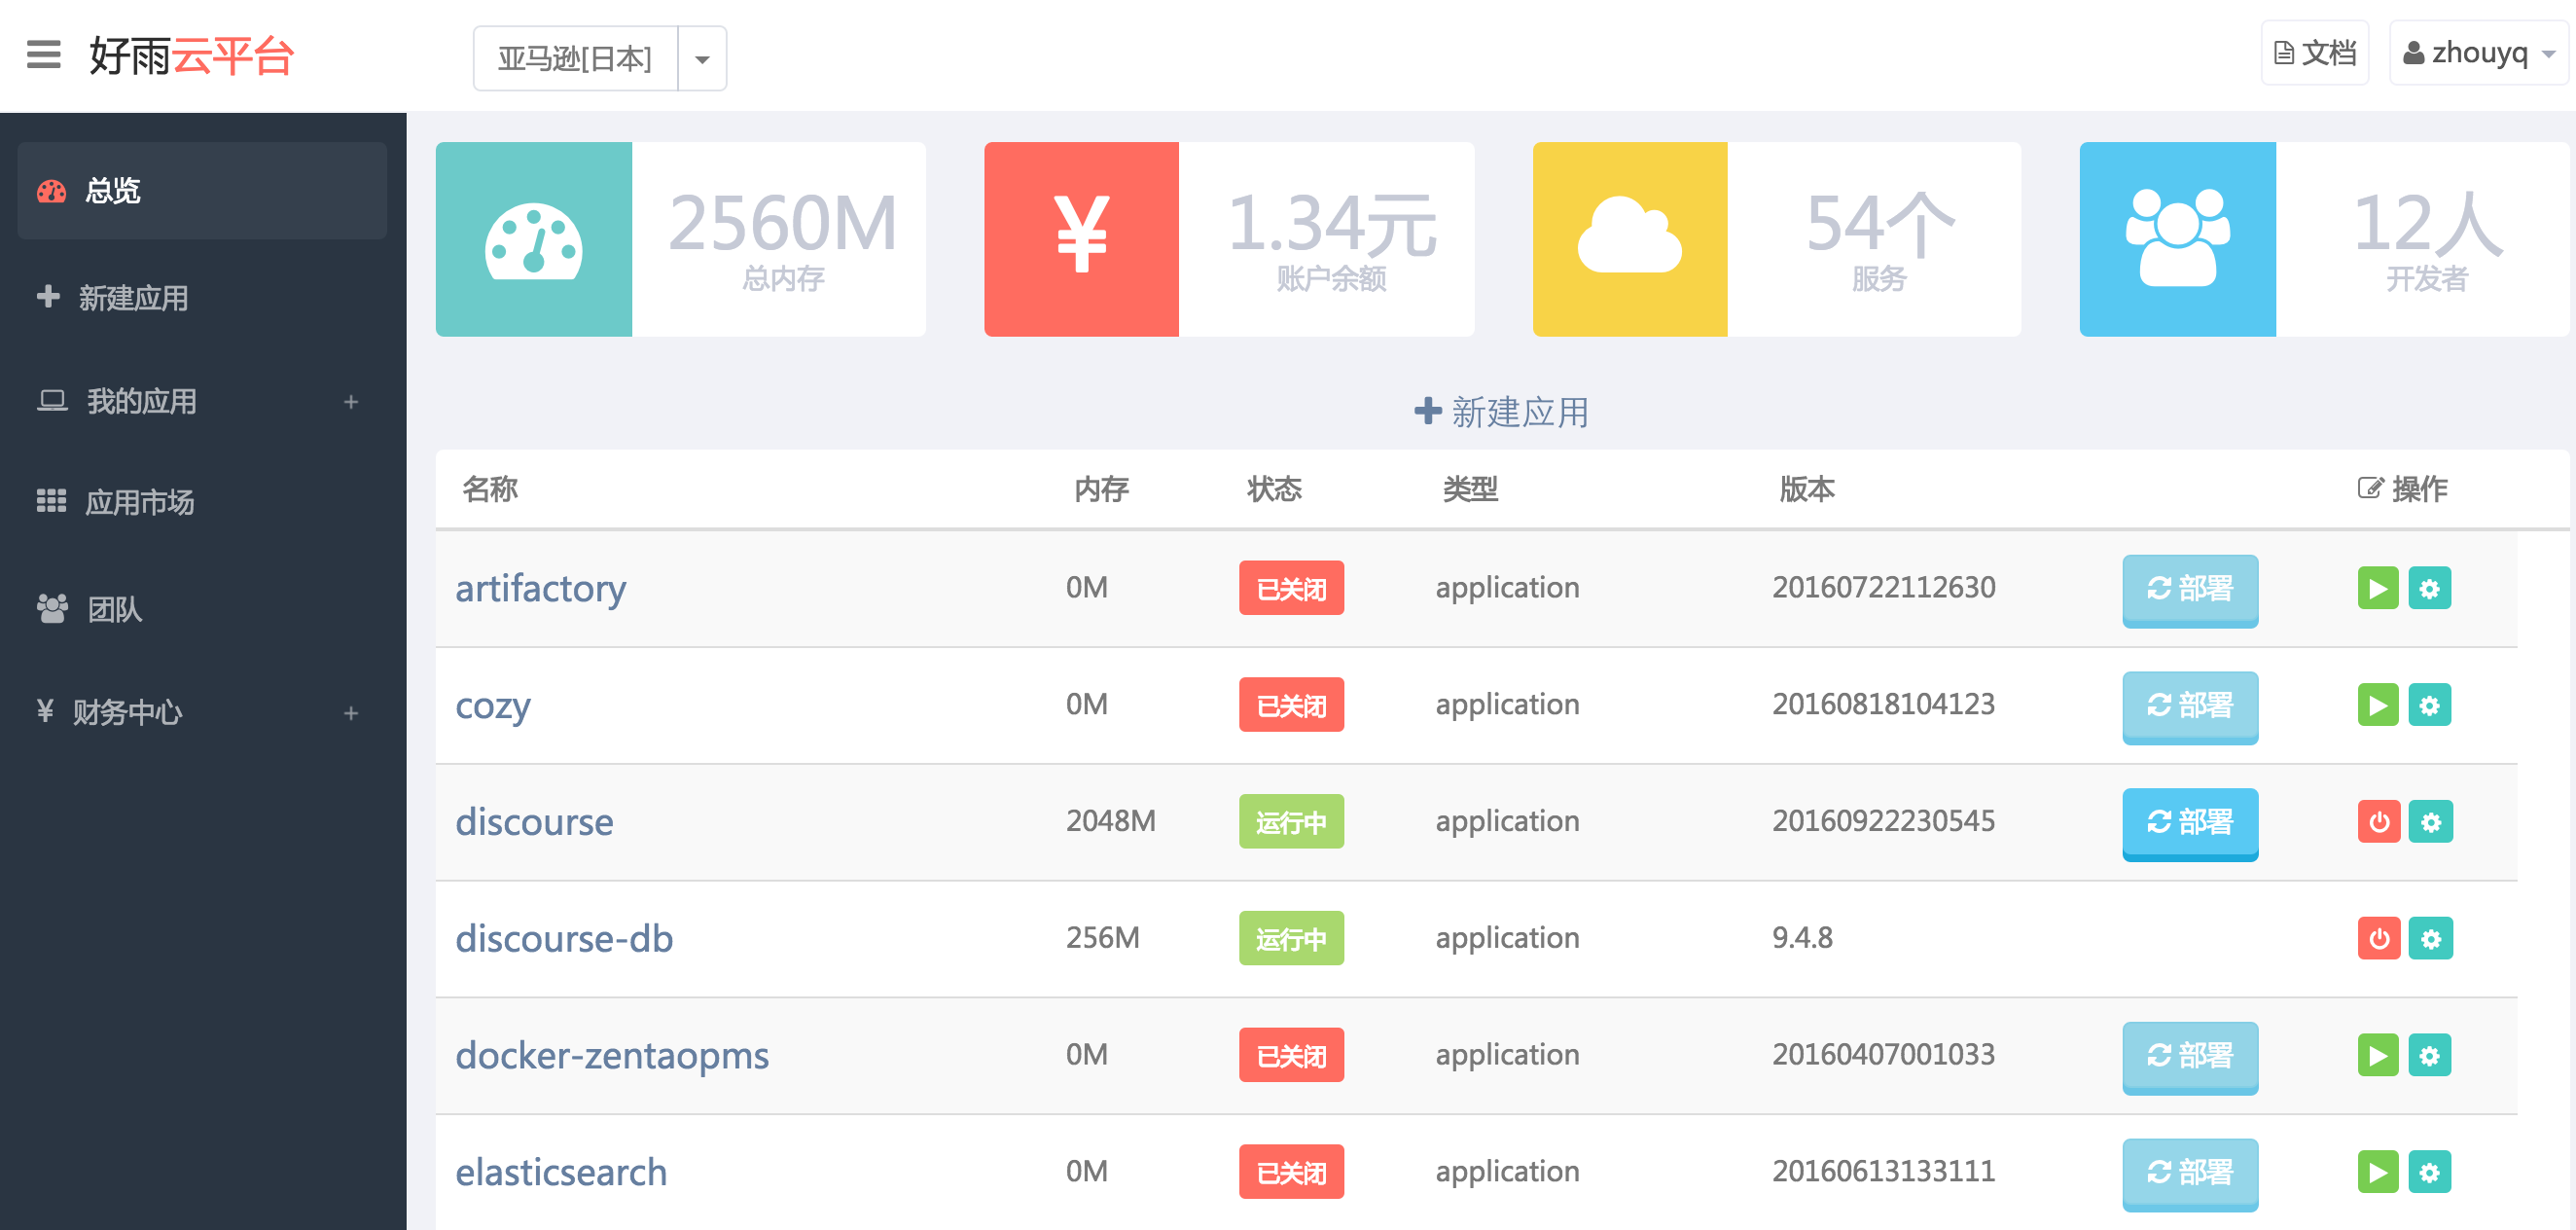 好雨云平台
亚马逊[日本]
文档
zhouyq
总览
新建应用
我的应用 +
应用市场
团队
¥ 财务中心 +
2560M
总内存
¥
1.34元
账户余额
54个
服务
12人
开发者
新建应用
名称 内存 状态 类型 版本 操作
artifactory 0M 已关闭 application 20160722112630 部署
cozy 0M 已关闭 application 20160818104123 部署
discourse 2048M 运行中 application 20160922230545 部署
discourse-db 256M 运行中 application 9.4.8
docker-zentaopms 0M 已关闭 application 20160407001033 部署
elasticsearch 0M 已关闭 application 20160613133111 部署